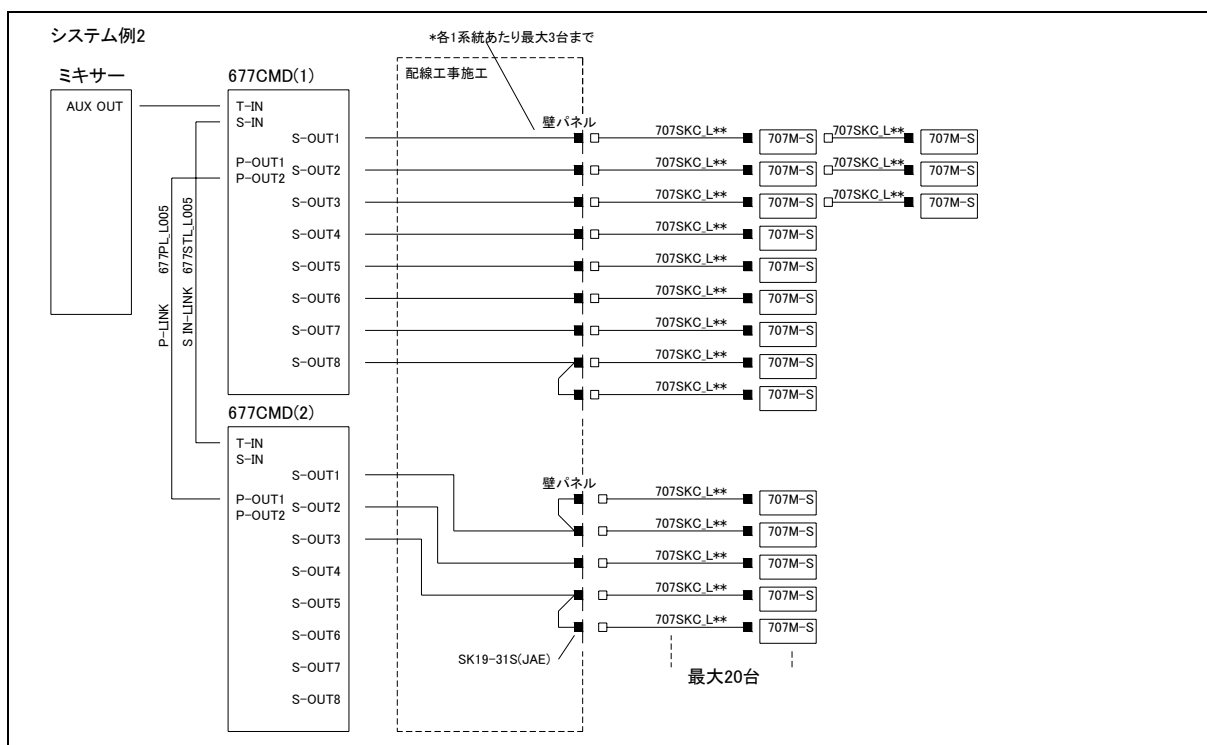 システム例2
*各1系統あたり最大3台まで
ミキサー
677CMD(1)
配線工事施工
AUX OUT
T-IN
S-IN
壁パネル
S-OUT1
707SKC_L**
707M-S
707SKC_L**
707M-S
P-OUT1
P-OUT2
S-OUT2
707SKC_L**
707M-S
707SKC_L**
707M-S
S-OUT3
707SKC_L**
707M-S
707SKC_L**
707M-S
S-OUT4
707SKC_L**
707M-S
S-OUT5
707SKC_L**
707M-S
S-OUT6
707SKC_L**
707M-S
S-OUT7
707SKC_L**
707M-S
S-OUT8
707SKC_L**
707M-S
707SKC_L**
707M-S
P-LINK 677PL_L005
S IN-LINK 677STL_L005
677CMD(2)
T-IN
S-IN
S-OUT1
壁パネル
707SKC_L**
707M-S
P-OUT1
P-OUT2
S-OUT2
707SKC_L**
707M-S
S-OUT3
707SKC_L**
707M-S
S-OUT4
S-OUT5
707SKC_L**
707M-S
S-OUT6
707SKC_L**
707M-S
S-OUT7
S-OUT8
SK19-31S(JAE)
最大20台